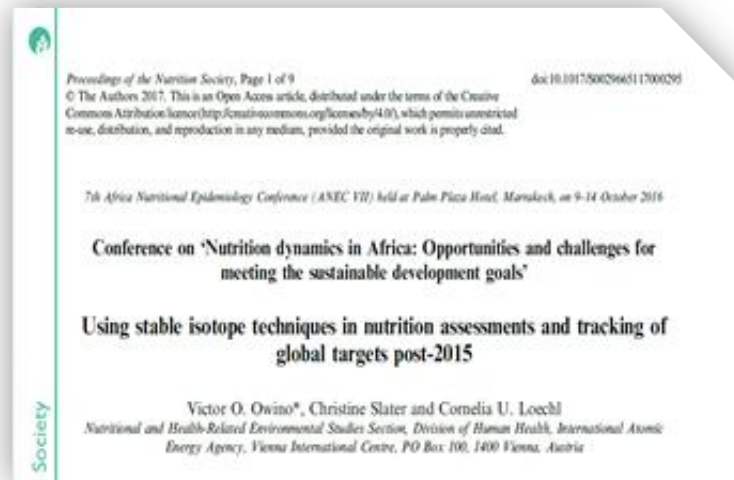 Proceedings of the Nutrition Society, Page 1 of 9
doi:10.1017/S0029665117000295
© The Authors 2017. This is an Open Access article, distributed under the terms of the Creative
Commons Attribution licence (http://creativecommons.org/licenses/by/4.0/), which permits unrestricted
re-use, distribution, and reproduction in any medium, provided the original work is properly cited.
7th Africa Nutritional Epidemiology Conference (ANEC VII) held at Palm Plaza Hotel, Marrakech, on 9–14 October 2016
Conference on ‘Nutrition dynamics in Africa: Opportunities and challenges for
meeting the sustainable development goals’
Using stable isotope techniques in nutrition assessments and tracking of
global targets post-2015
Victor O. Owino*, Christine Slater and Cornelia U. Loechl
Nutritional and Health-Related Environmental Studies Section, Division of Human Health, International Atomic
Energy Agency, Vienna International Centre, PO Box 100, 1400 Vienna, Austria
Society